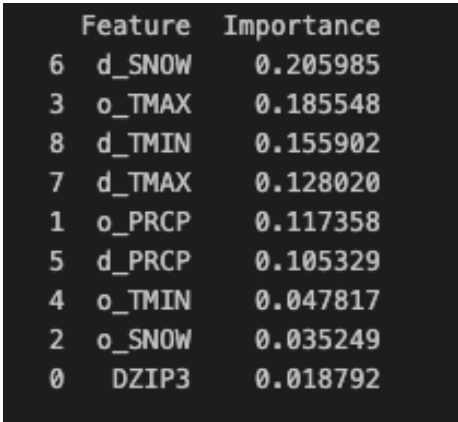 Feature Importance
6 d_SNOW 0.205985
3 o_TMAX 0.185548
8 d_TMIN 0.155902
7 d_TMAX 0.128020
1 o_PRCP 0.117358
5 d_PRCP 0.105329
4 o_TMIN 0.047817
2 o_SNOW 0.035249
0 DZIP3 0.018792